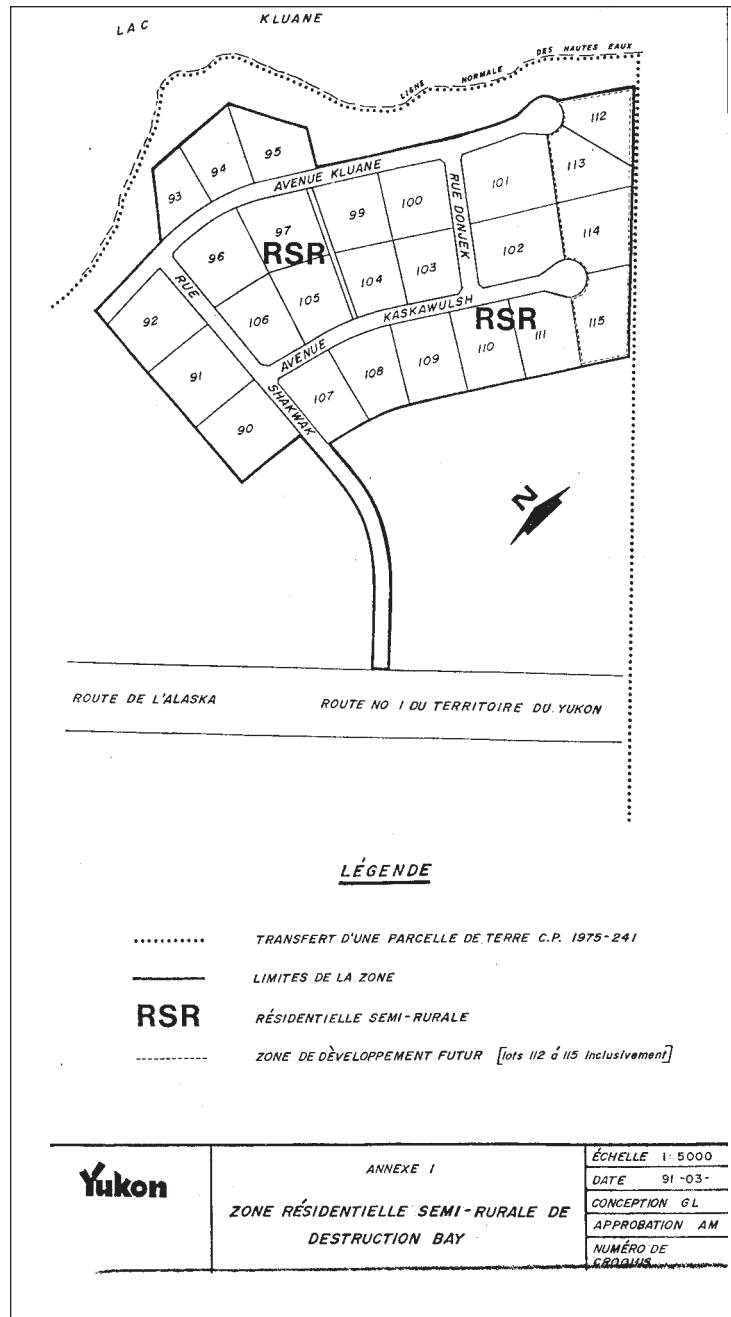 LAC KLUANE
LIGNE NORMALE DES HAUTES EAUX
112
95
94
93
AVENUE KLUANE
113
101
100
99
97
96
RUE DONJEK
114
102
103
104
105
106
RSR
RUE SHAKWAK
92
91
90
AVENUE KASKAWULSH
RSR
115
111
110
109
108
107
N
ROUTE DE L'ALASKA
ROUTE NO 1 DU TERRITOIRE DU YUKON
LÉGENDE
TRANSFERT D'UNE PARCELLE DE TERRE C.P. 1975-241
LIMITES DE LA ZONE
RSR RÉSIDENTIELLE SEMI-RURALE
ZONE DE DÈVELOPPEMENT FUTUR [lots 112 á 115 inclusivement]
Yukon
ANNEXE 1
ZONE RÉSIDENTIELLE SEMI-RURALE DE
DESTRUCTION BAY
ÉCHELLE 1:5000
DATE 91-03-
CONCEPTION GL
APPROBATION AM
NUMÉRO DE
CROQUIS